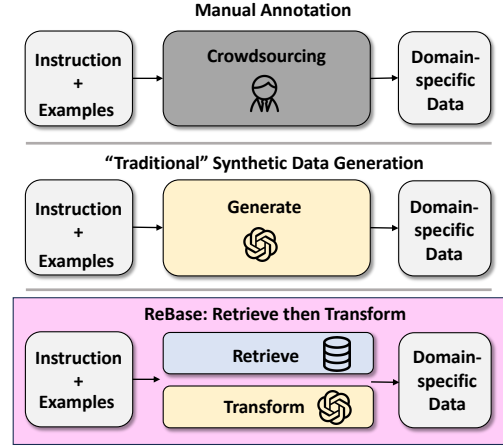 Manual Annotation
Instruction
+
Examples
Crowdsourcing
Domain-
specific
Data
“Traditional” Synthetic Data Generation
Instruction
+
Examples
Generate
Domain-
specific
Data
ReBase: Retrieve then Transform
Instruction
+
Examples
Retrieve
Transform
Domain-
specific
Data